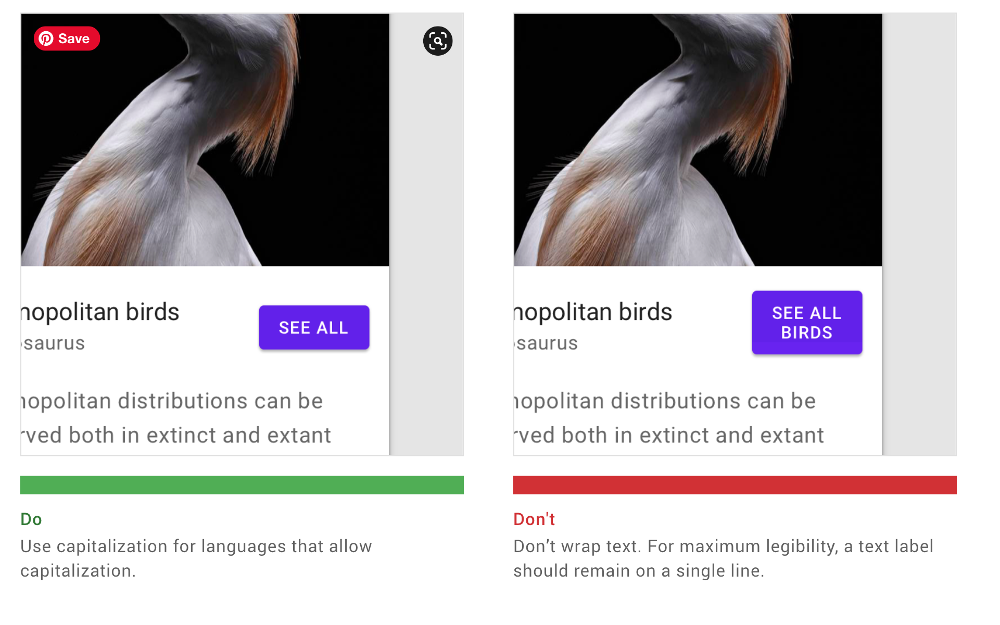 Save
nopolitan birds
SEE ALL
saurus
nopolitan distributions can be
rved both in extinct and extant
Do
Use capitalization for languages that allow
capitalization.
nopolitan birds
SEE ALL
BIRDS
saurus
nopolitan distributions can be
rved both in extinct and extant
Don't
Don’t wrap text. For maximum legibility, a text label
should remain on a single line.